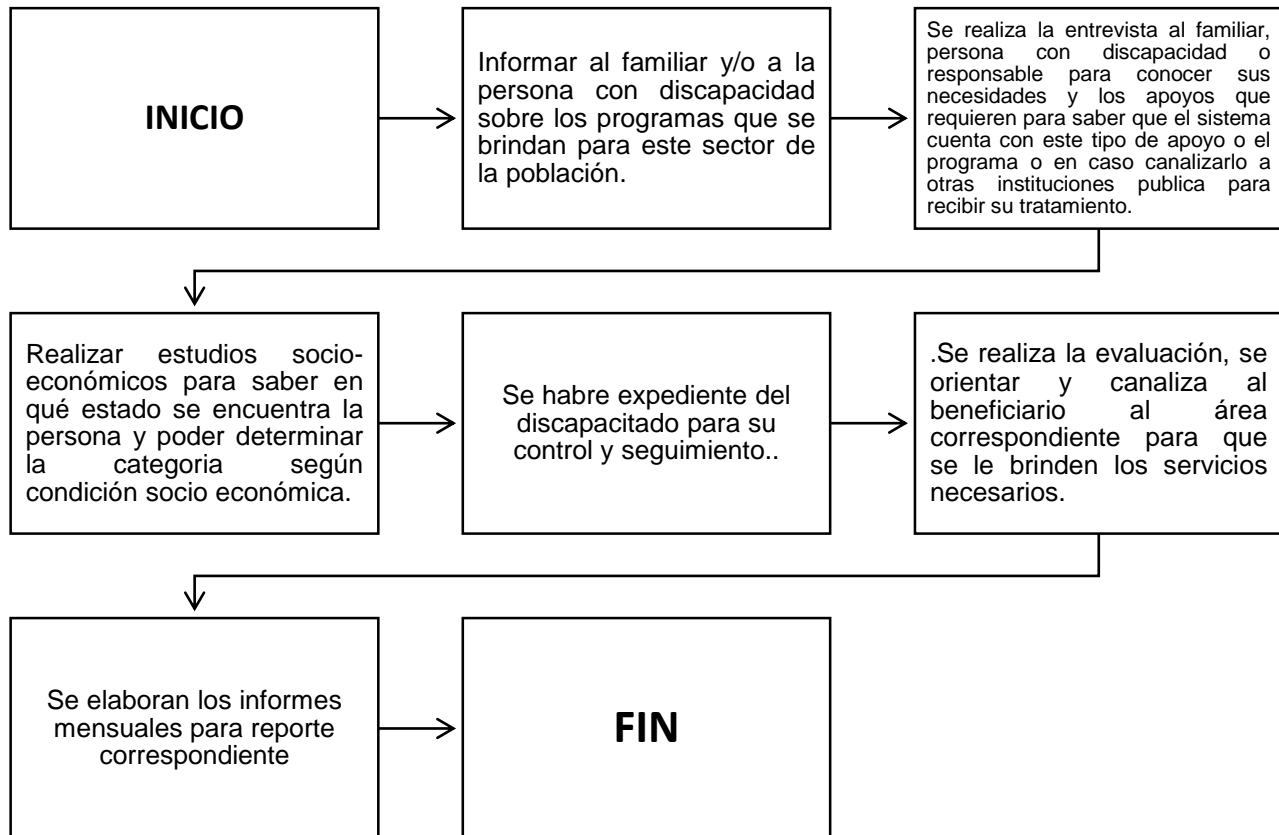 INICIO
Informar al familiar y/o a la
persona con discapacidad
sobre los programas que se
brindan para este sector de
la población.
Se realiza la entrevista al familiar,
persona con discapacidad o
responsable para conocer sus
necesidades y los apoyos que
requieren para saber que el sistema
cuenta con este tipo de apoyo o el
programa o en caso canalizarlo a
otras instituciones publica para
recibir su tratamiento.
Realizar estudios socio-
económicos para saber en
qué estado se encuentra la
persona y poder determinar
la categoria según
condición socio económica.
Se habre expediente del
discapacitado para su
control y seguimiento..
.Se realiza la evaluación, se
orientar y canaliza al
beneficiario al área
correspondiente para que
se le brinden los servicios
necesarios.
Se elaboran los informes
mensuales para reporte
correspondiente
FIN